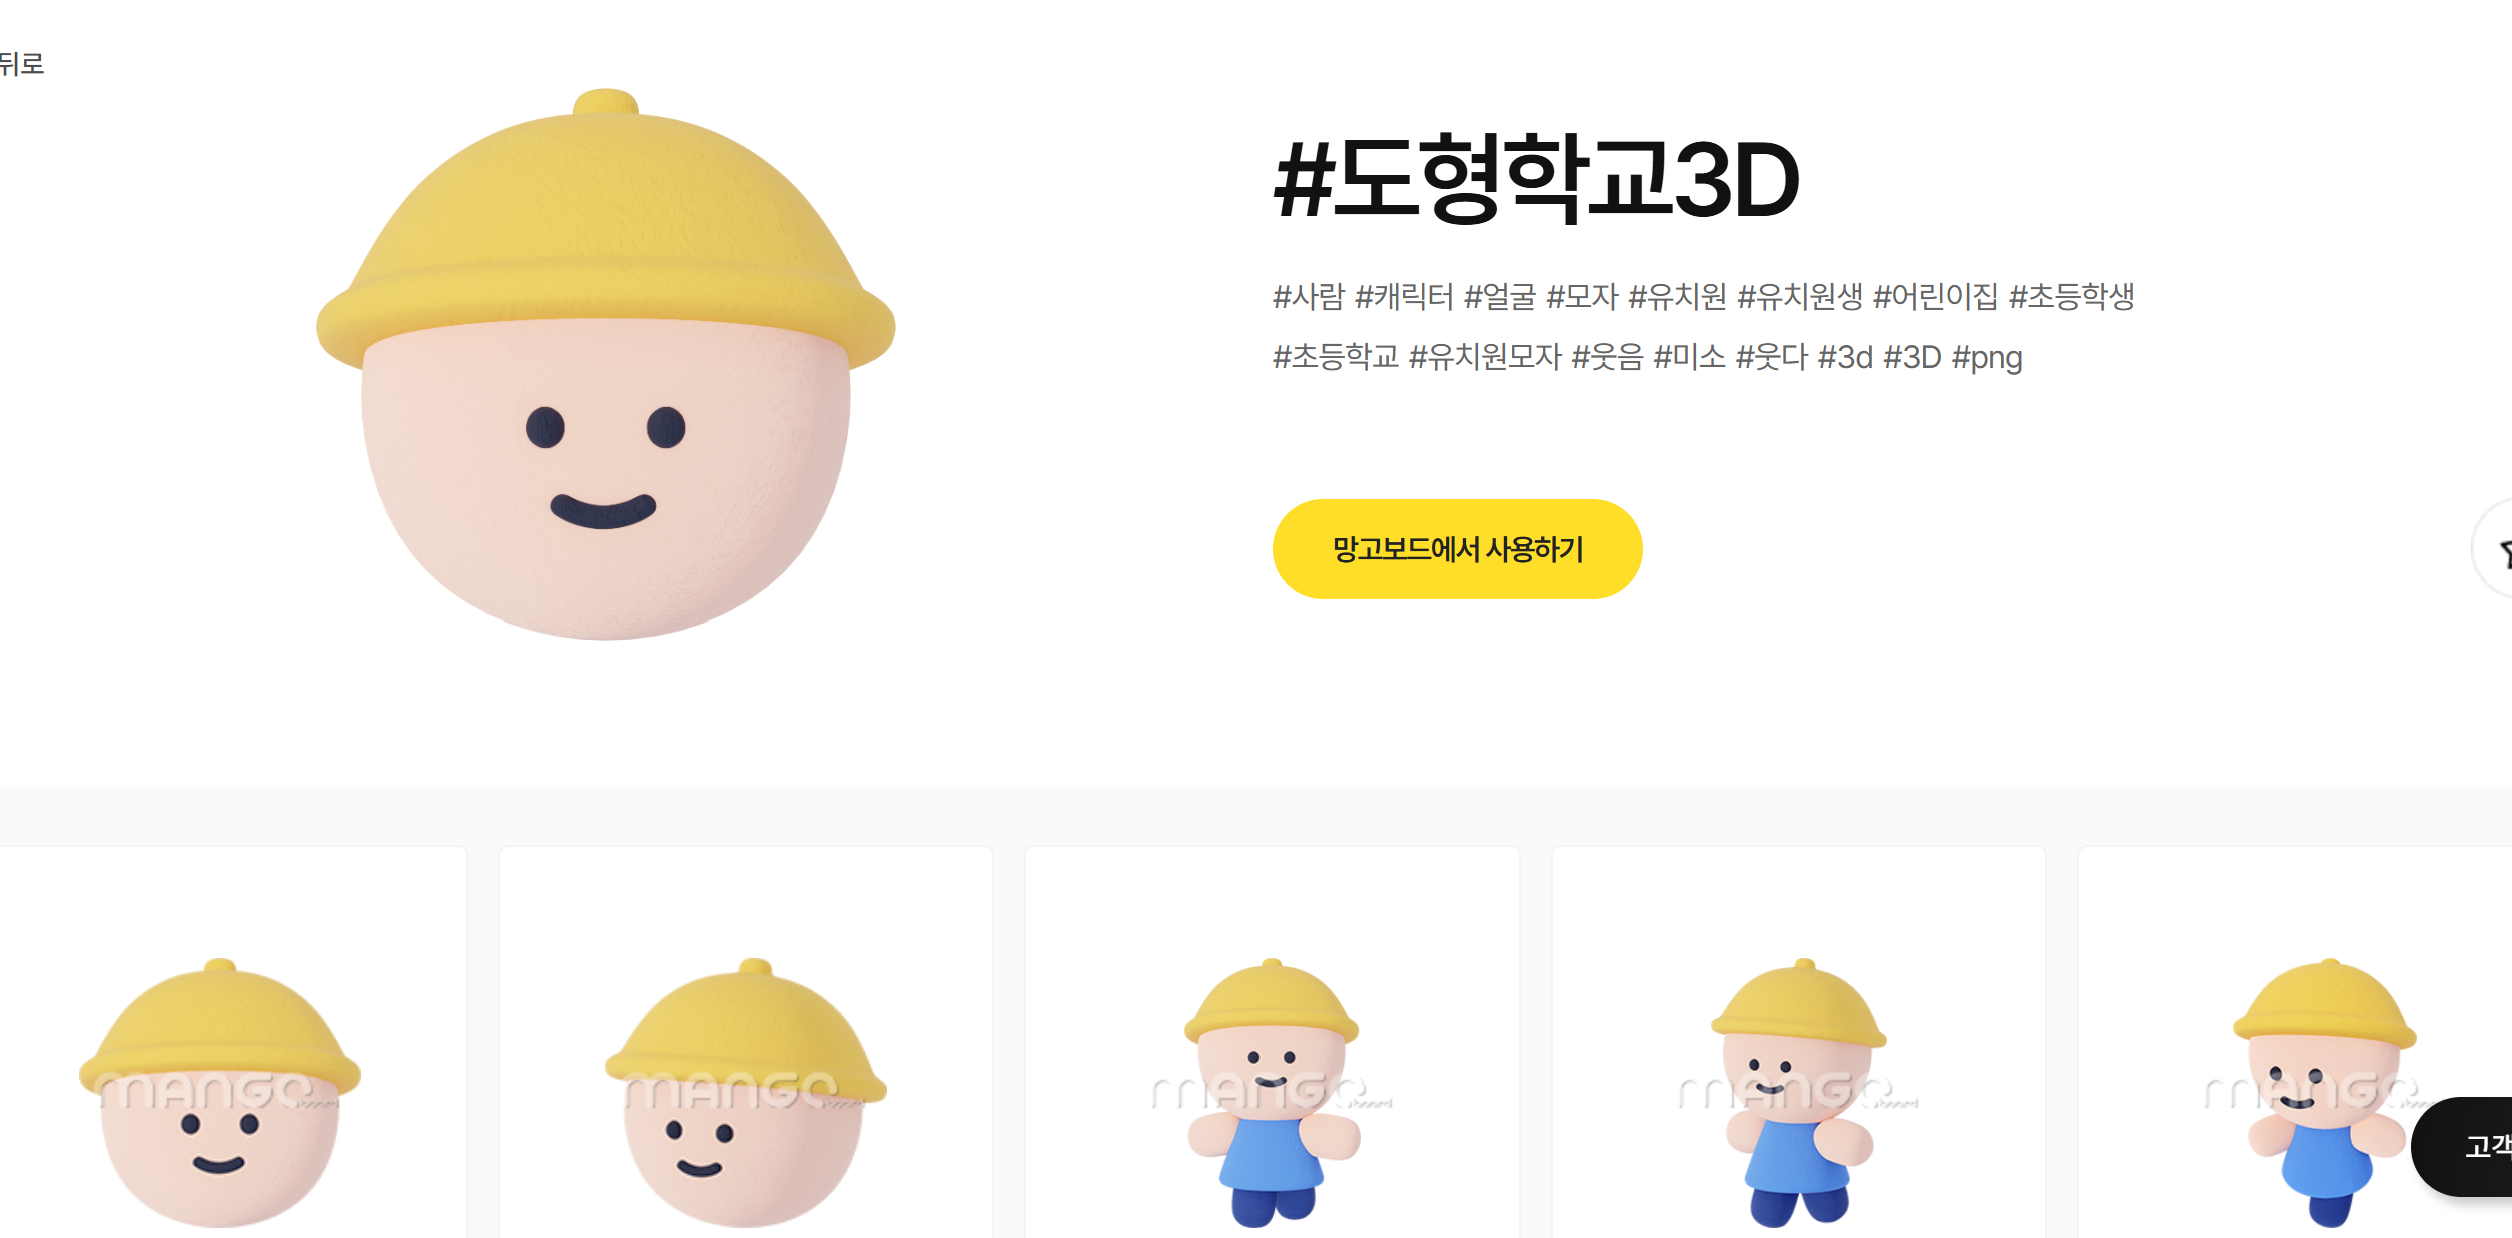 뒤로
#도형학교3D
#사람 #캐릭터 #얼굴 #모자 #유치원 #유치원생 #어린이집 #초등학생
#초등학교 #유치원모자 #웃음 #미소 #웃다 #3d #3D #png
망고보드에서 사용하기
mango
mango
mango
mango
mango
고객